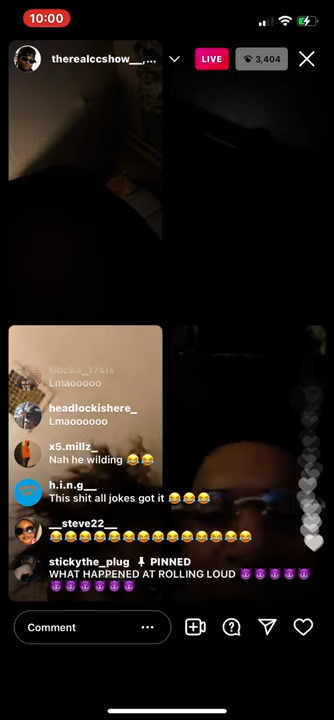 10:00
therealccshow__,...
LIVE
3,404
flocka_17six
Lmaooooo
headlockishere_
Lmaooooo
x5.millz_
Nah he wilding 😂😂
h.i.n.g__
This shit all jokes got it 😂😂😂
__steve22__
😂😂😂😂😂😂😂😂😂😂😂😂😂😂
stickythe_plug 📌 PINNED
WHAT HAPPENED AT ROLLING LOUD 😈😈😈😈😈
😈😈😈😈😈😈
Comment